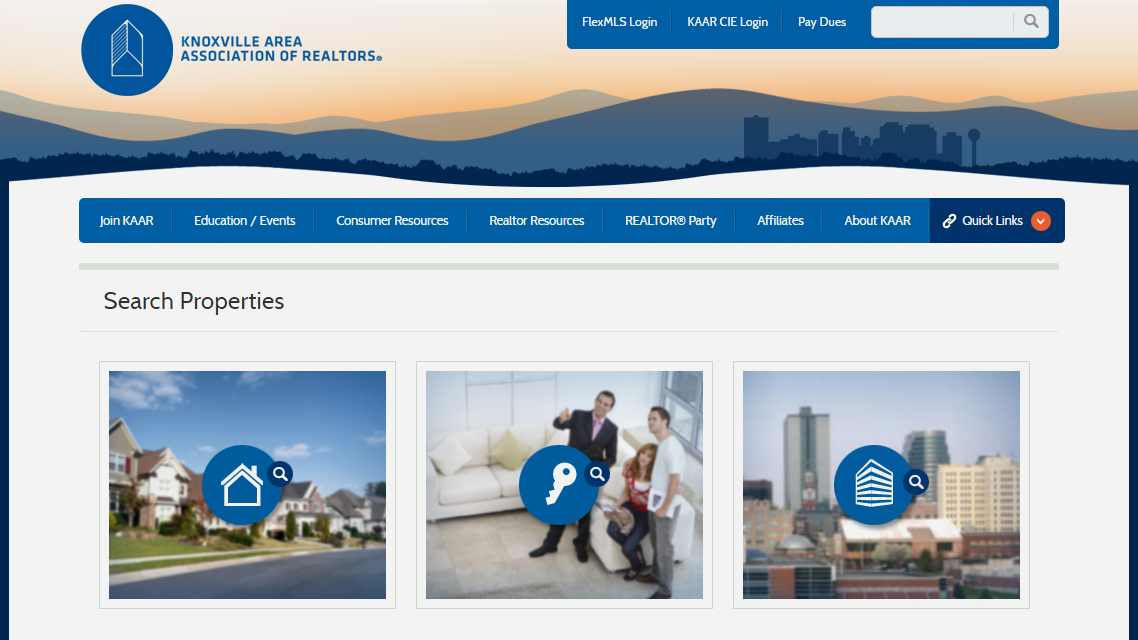 KNOXVILLE AREA
ASSOCIATION OF REALTORS®
FlexMLS Login
KAAR CIE Login
Pay Dues
Join KAAR
Education / Events
Consumer Resources
Realtor Resources
REALTOR® Party
Affiliates
About KAAR
Quick Links
Search Properties